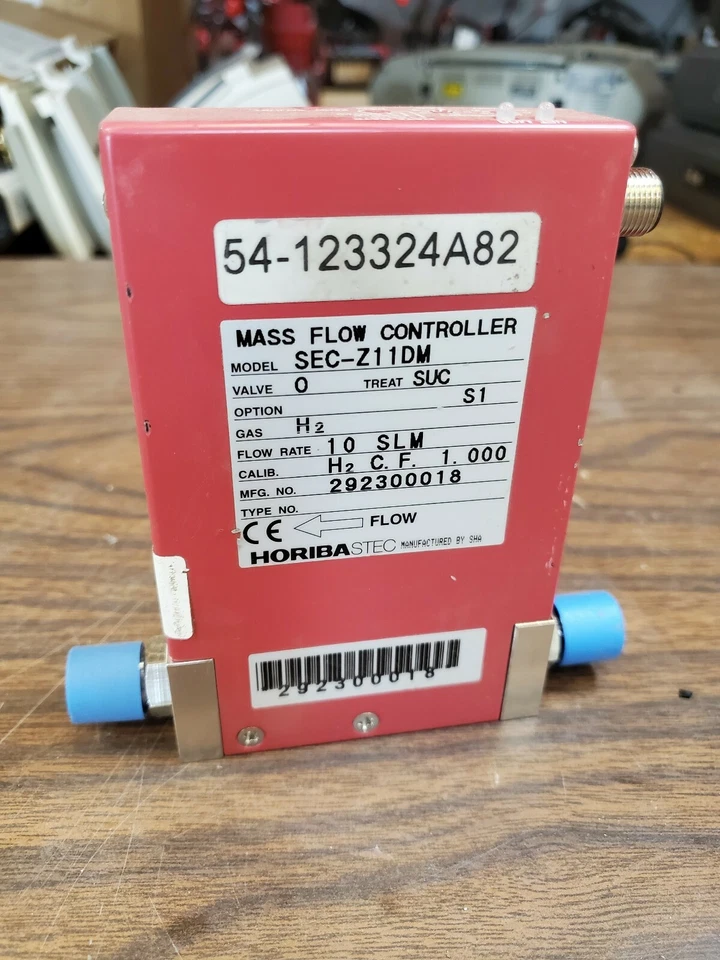 54-123324A82
MASS FLOW CONTROLLER
MODEL SEC-Z11DM
VALVE O TREAT SUC
OPTION S1
GAS H₂
FLOW RATE 10 SLM
CALIB. H₂ C.F. 1.000
MFG. NO. 292300018
TYPE NO.
CE FLOW
HORIBASTEC MANUFACTURED BY SHA
292300018